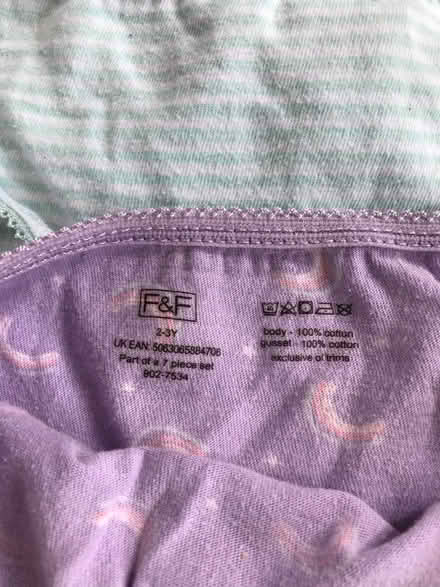 F&F
2-3Y
UK EAN: 5063065884706
Part of a 7 piece set
902-7534
body - 100% cotton
gusset - 100% cotton
exclusive of trims